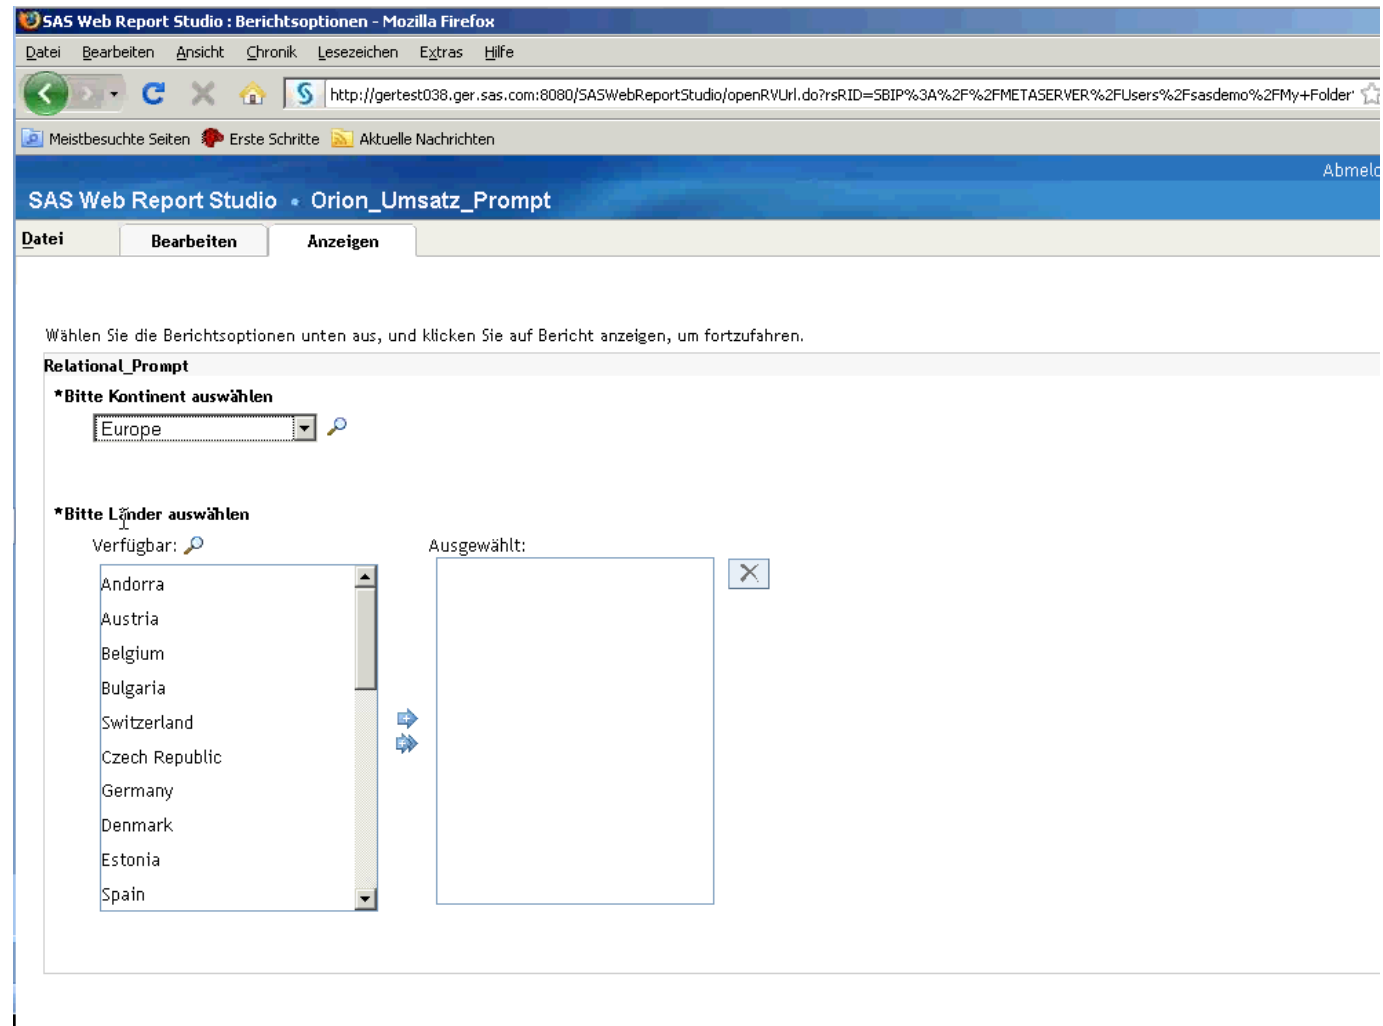 SAS Web Report Studio : Berichtsoptionen - Mozilla Firefox
Datei Bearbeiten Ansicht Chronik Lesezeichen Extras Hilfe
http://gertest038.ger.sas.com:8080/SASWebReportStudio/openRVUrl.do?rsRID=SBIP%3A%2F%2FMETASERVER%2FUsers%2Fsasdemo%2FMy+Folder
Meistbesuchte Seiten Erste Schritte Aktuelle Nachrichten
Abmeld
SAS Web Report Studio • Orion_Umsatz_Prompt
Datei Bearbeiten Anzeigen
Wählen Sie die Berichtsoptionen unten aus, und klicken Sie auf Bericht anzeigen, um fortzufahren.
Relational_Prompt
*Bitte Kontinent auswählen
Europe
*Bitte Länder auswählen
Verfügbar: Ausgewählt:
Andorra
Austria
Belgium
Bulgaria
Switzerland
Czech Republic
Germany
Denmark
Estonia
Spain